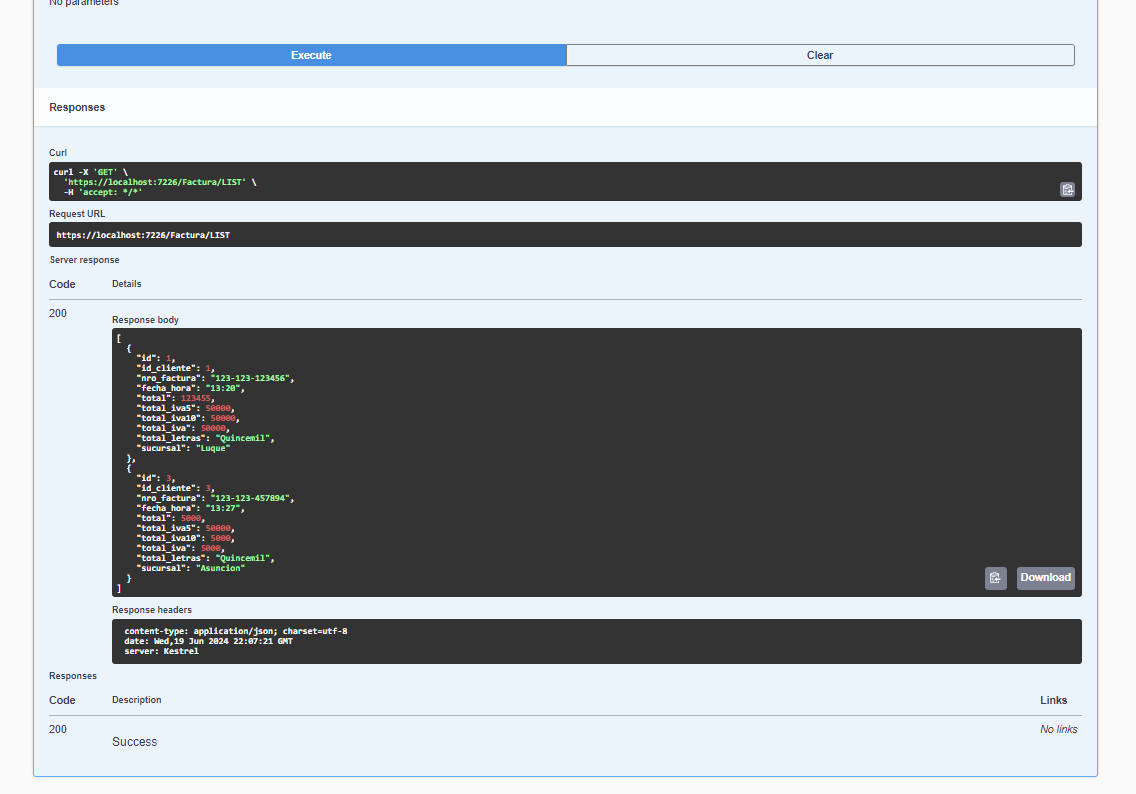 No parameters
Execute
Clear
Responses
Curl
curl -X 'GET' \
'https://localhost:7226/Factura/LIST' \
-H 'accept: */*'
Request URL
https://localhost:7226/Factura/LIST
Server response
Code Details
200
Response body
[
{
"id": 1,
"id_cliente": 1,
"nro_factura": "123-123-123456",
"fecha_hora": "13:20",
"total": 123455,
"total_iva5": 50000,
"total_iva10": 50000,
"total_iva": 50000,
"total_letras": "Quincemil",
"sucursal": "Luque"
},
{
"id": 3,
"id_cliente": 3,
"nro_factura": "123-123-457894",
"fecha_hora": "13:27",
"total": 5000,
"total_iva5": 50000,
"total_iva10": 5000,
"total_iva": 5000,
"total_letras": "Quincemil",
"sucursal": "Asuncion"
}
]
Download
Response headers
content-type: application/json; charset=utf-8
date: Wed,19 Jun 2024 22:07:21 GMT
server: Kestrel
Responses
Code Description Links
200
Success
No links